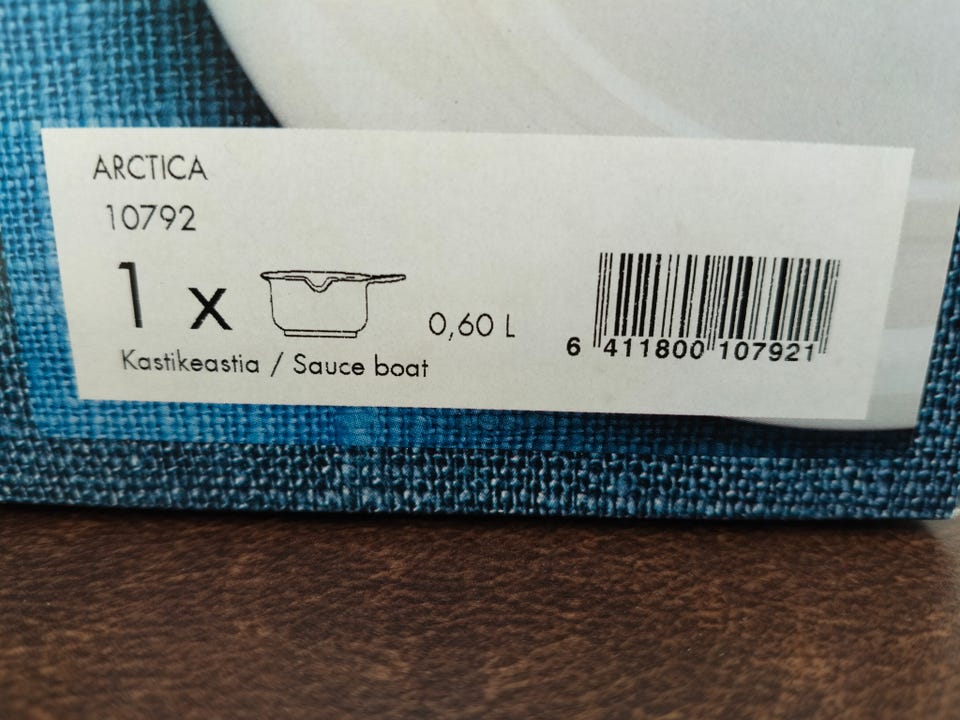 ARCTICA
10792
1 x 0,60 L
Kastikeastia / Sauce boat
6 411800 107921